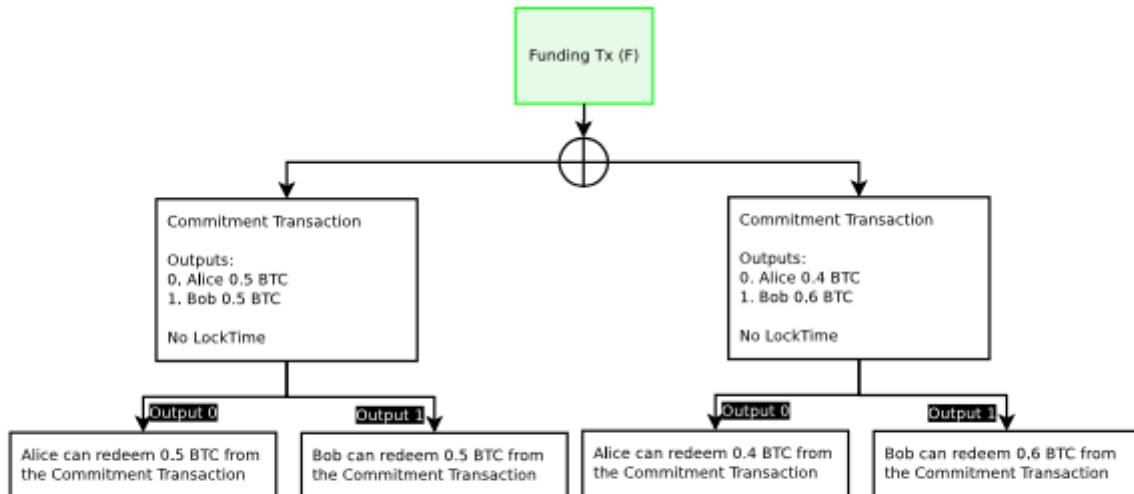 Funding Tx (F)
Commitment Transaction
Outputs:
0. Alice 0.5 BTC
1. Bob 0.5 BTC
No LockTime
Commitment Transaction
Outputs:
0. Alice 0.4 BTC
1. Bob 0.6 BTC
No LockTime
Output 0
Output 1
Output 0
Output 1
Alice can redeem 0.5 BTC from
the Commitment Transaction
Bob can redeem 0.5 BTC from
the Commitment Transaction
Alice can redeem 0.4 BTC from
the Commitment Transaction
Bob can redeem 0.6 BTC from
the Commitment Transaction